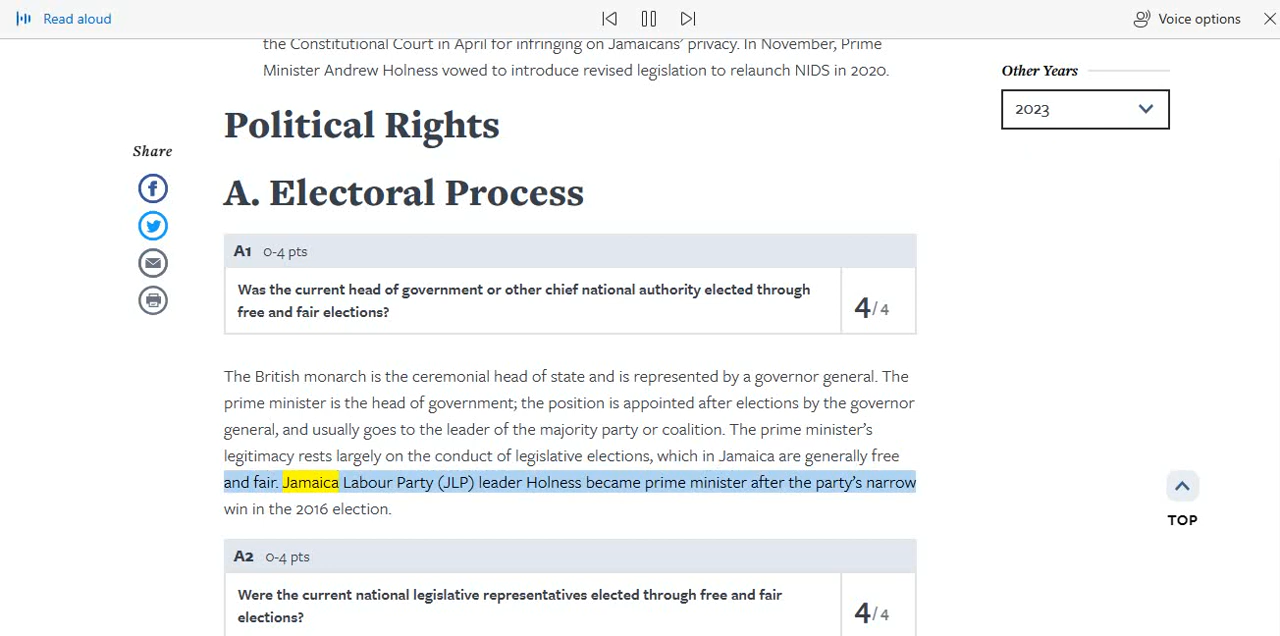 Read aloud
Voice options
the Constitutional Court in April for infringing on Jamaicans' privacy. In November, Prime
Minister Andrew Holness vowed to introduce revised legislation to relaunch NIDS in 2020.
Other Years
2023
Political Rights
Share
A. Electoral Process
A1 0-4 pts
Was the current head of government or other chief national authority elected through
free and fair elections?
4/4
The British monarch is the ceremonial head of state and is represented by a governor general. The
prime minister is the head of government; the position is appointed after elections by the governor
general, and usually goes to the leader of the majority party or coalition. The prime minister's
legitimacy rests largely on the conduct of legislative elections, which in Jamaica are generally free
and fair. Jamaica Labour Party (JLP) leader Holness became prime minister after the party's narrow
win in the 2016 election.
TOP
A2 0-4 pts
Were the current national legislative representatives elected through free and fair
elections?
4/4